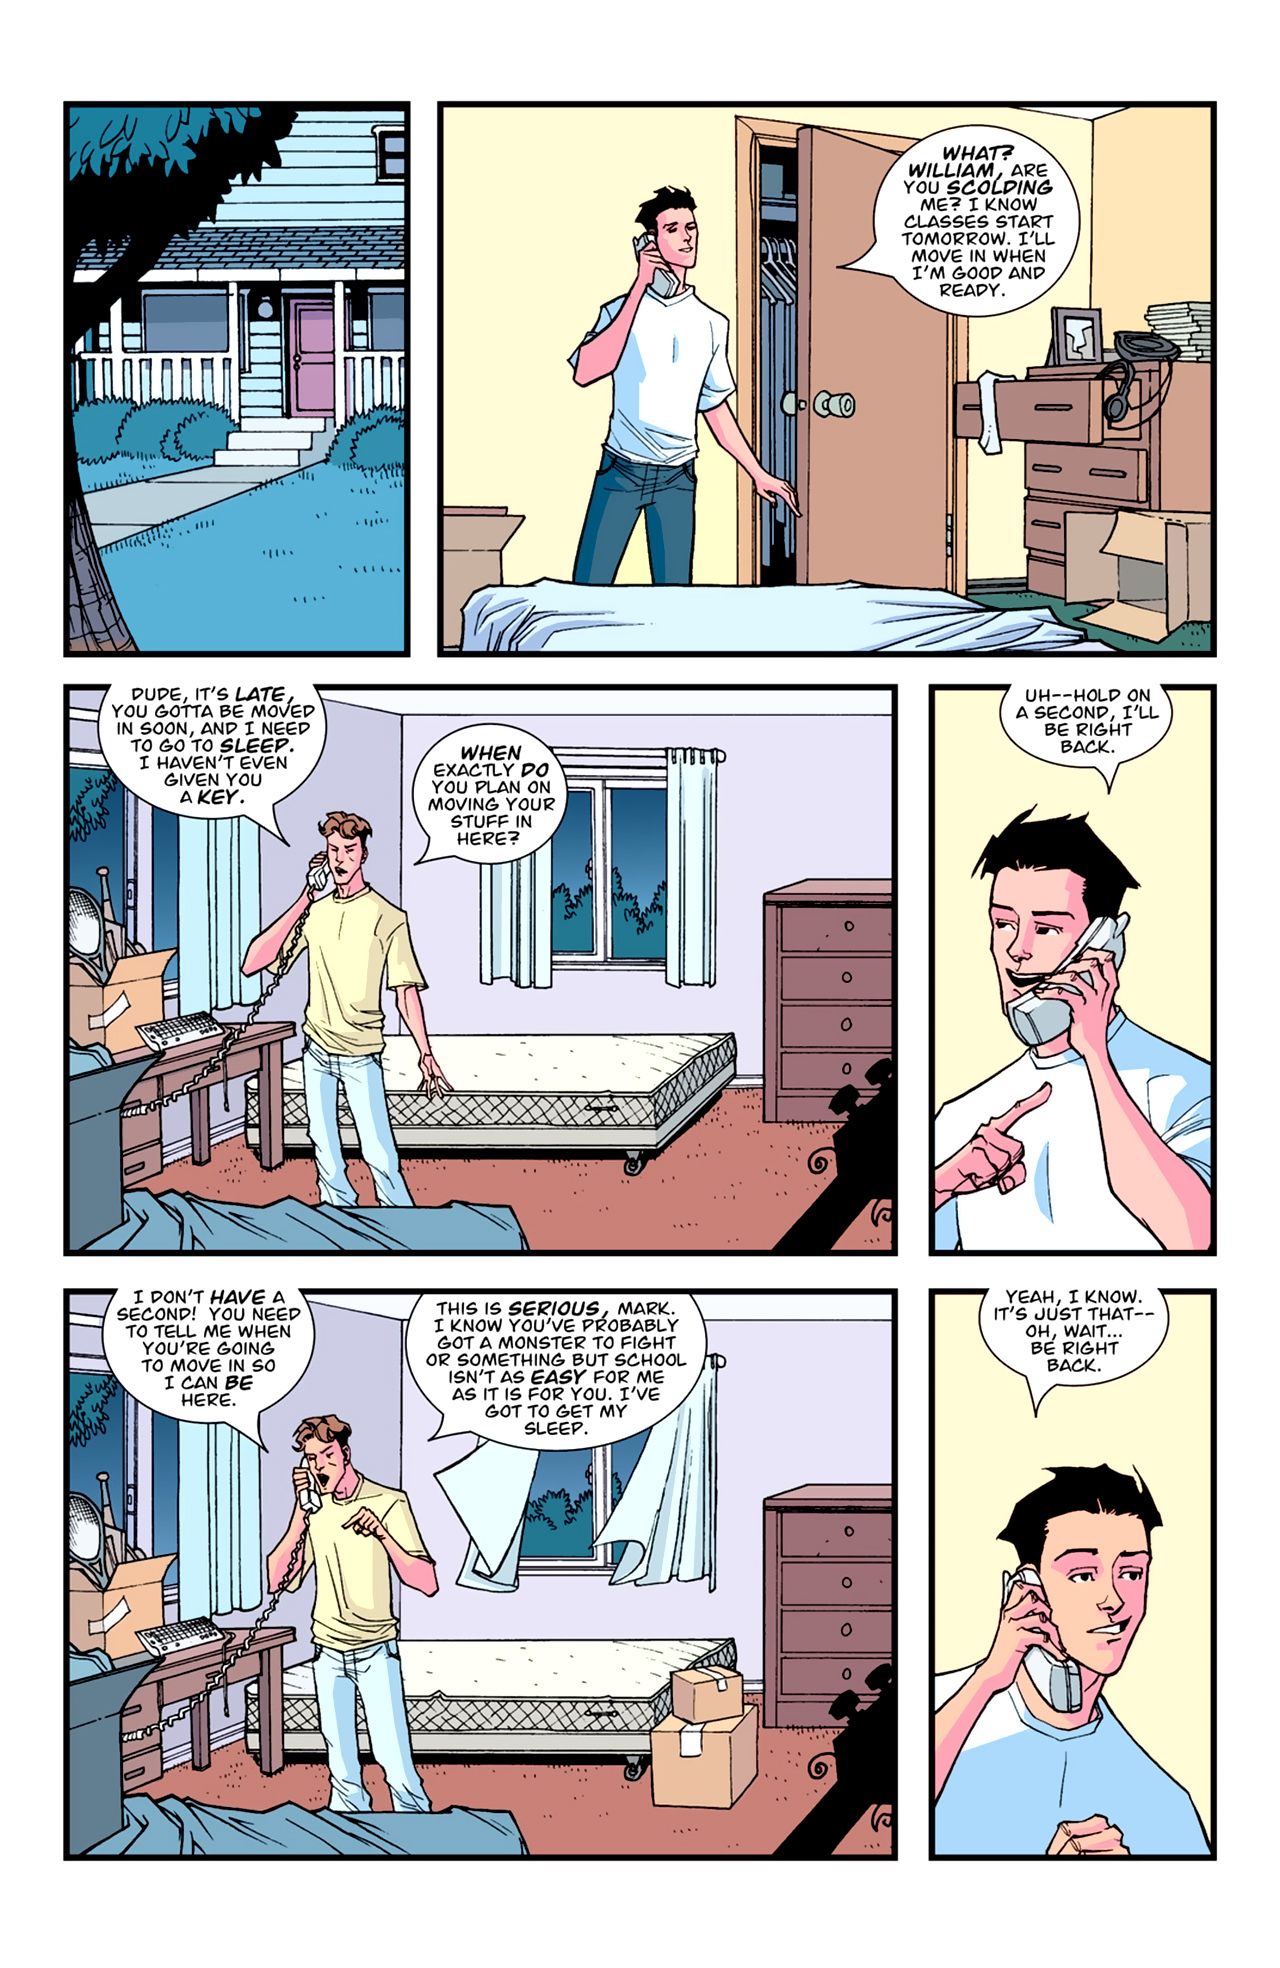 WHAT?
WILLIAM, ARE
YOU SCOLDING
ME? I KNOW
CLASSES START
TOMORROW. I'LL
MOVE IN WHEN
I'M GOOD AND
READY.
DUDE, IT'S LATE,
YOU GOTTA BE MOVED
IN SOON, AND I NEED
TO GO TO SLEEP.
I HAVEN'T EVEN
GIVEN YOU
A KEY.
WHEN
EXACTLY DO
YOU PLAN ON
MOVING YOUR
STUFF IN
HERE?
UH--HOLD ON
A SECOND, I'LL
BE RIGHT
BACK.
I DON'T HAVE A
SECOND! YOU NEED
TO TELL ME WHEN
YOU'RE GOING
TO MOVE IN SO
I CAN BE
HERE.
THIS IS SERIOUS, MARK.
I KNOW YOU'VE PROBABLY
GOT A MONSTER TO FIGHT
OR SOMETHING BUT SCHOOL
ISN'T AS EASY FOR ME
AS IT IS FOR YOU. I'VE
GOT TO GET MY
SLEEP.
YEAH, I KNOW.
IT'S JUST THAT--
OH, WAIT...
BE RIGHT
BACK.